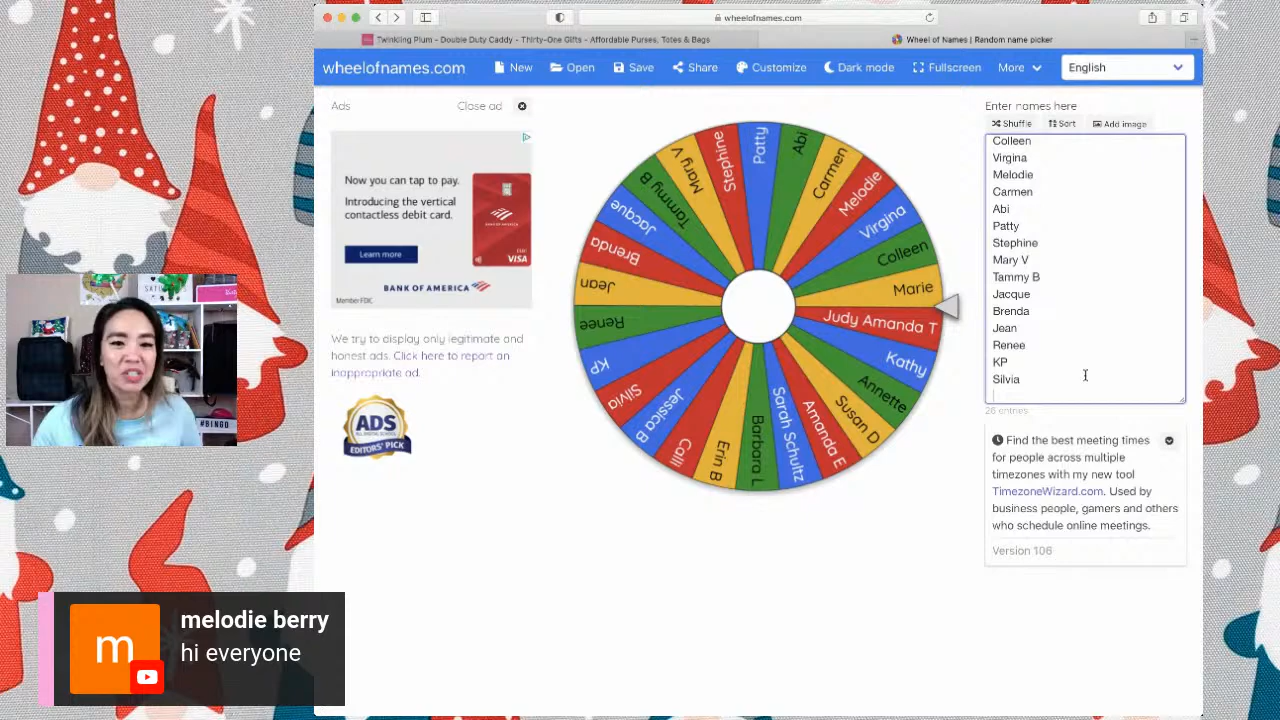 wheelofnames.com
Twinkling Plum - Double Duty Caddy - Thirty-One Gifts - Affordable Purses, Totes & Bags
Wheel of Names | Random name picker
wheelofnames.com
New
Open
Save
Share
Customize
Dark mode
Fullscreen
More
English
Ads
Close ad
Enter names here
Shuffle
Sort
Add image
Now you can tap to pay.
Introducing the vertical
contactless debit card.
Learn more
VISA
BANK OF AMERICA
Member FDIC
We try to display only legitimate and
honest ads. Click here to report an
inappropriate ad.
ADS
EDITORS' PICK
Patty
Abi
Carmen
Melodie
Virgina
Colleen
Marie
Judy Amanda T
Kathy
Annette
Susan D
Amanda F
Sarah Schultz
Barbara L
Erin R
Calli
Jessica P
Silvia
KP
Renee
Jean
Brenda
Jacque
Tammy B
Mary V
Stephine
Colleen
Virgina
Melodie
Carmen
Abi
Patty
Stephine
Mary V
Tammy B
Jacque
Brenda
Jean
Renee
KP
Silvia
26 entries
Find the best meeting times
for people across multiple
timezones with my new tool
TimezoneWizard.com. Used by
business people, gamers and others
who schedule online meetings.
Version 106
#BINGO
m
melodie berry
hi everyone